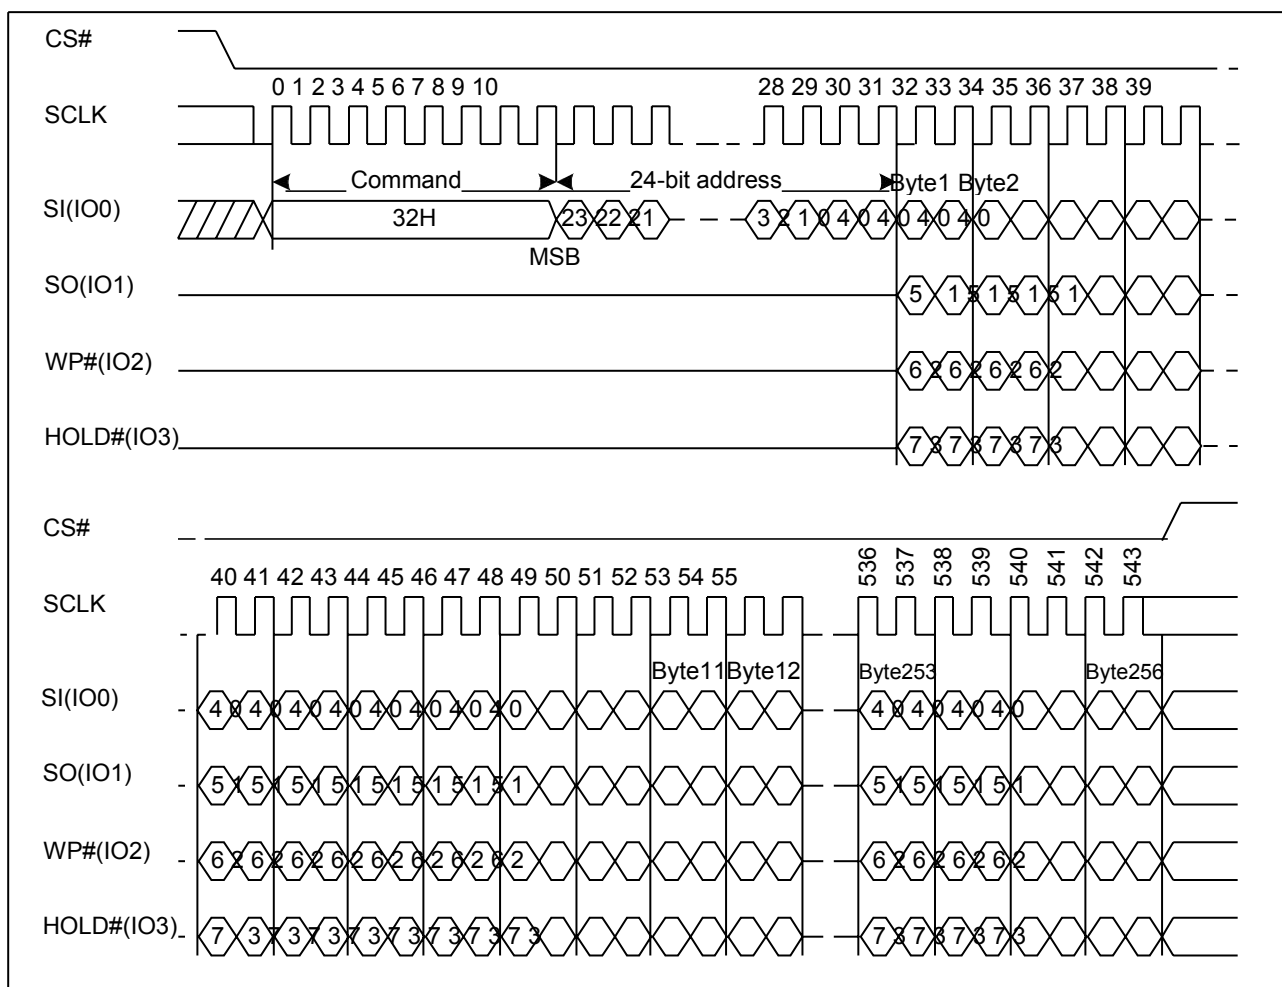 CS#
0 1 2 3 4 5 6 7 8 9 10 28 29 30 31 32 33 34 35 36 37 38 39
SCLK
Command 24-bit address Byte1 Byte2
SI(IO0) 32H 23 22 21 3 2 1 0 4 0 4 0 4 0 4 0
MSB
SO(IO1) 5 1 5 1 5 1 5 1
WP#(IO2) 6 2 6 2 6 2 6 2
HOLD#(IO3) 7 3 7 3 7 3 7 3
CS#
40 41 42 43 44 45 46 47 48 49 50 51 52 53 54 55 536 537 538 539 540 541 542 543
SCLK
Byte11 Byte12 Byte253 Byte256
SI(IO0) 4 0 4 0 4 0 4 0 4 0 4 0 4 0 4 0 4 0 4 0 4 0 4 0
SO(IO1) 5 1 5 1 5 1 5 1 5 1 5 1 5 1 5 1 5 1 5 1 5 1 5 1
WP#(IO2) 6 2 6 2 6 2 6 2 6 2 6 2 6 2 6 2 6 2 6 2 6 2 6 2
HOLD#(IO3) 7 3 7 3 7 3 7 3 7 3 7 3 7 3 7 3 7 3 7 3 7 3 7 3